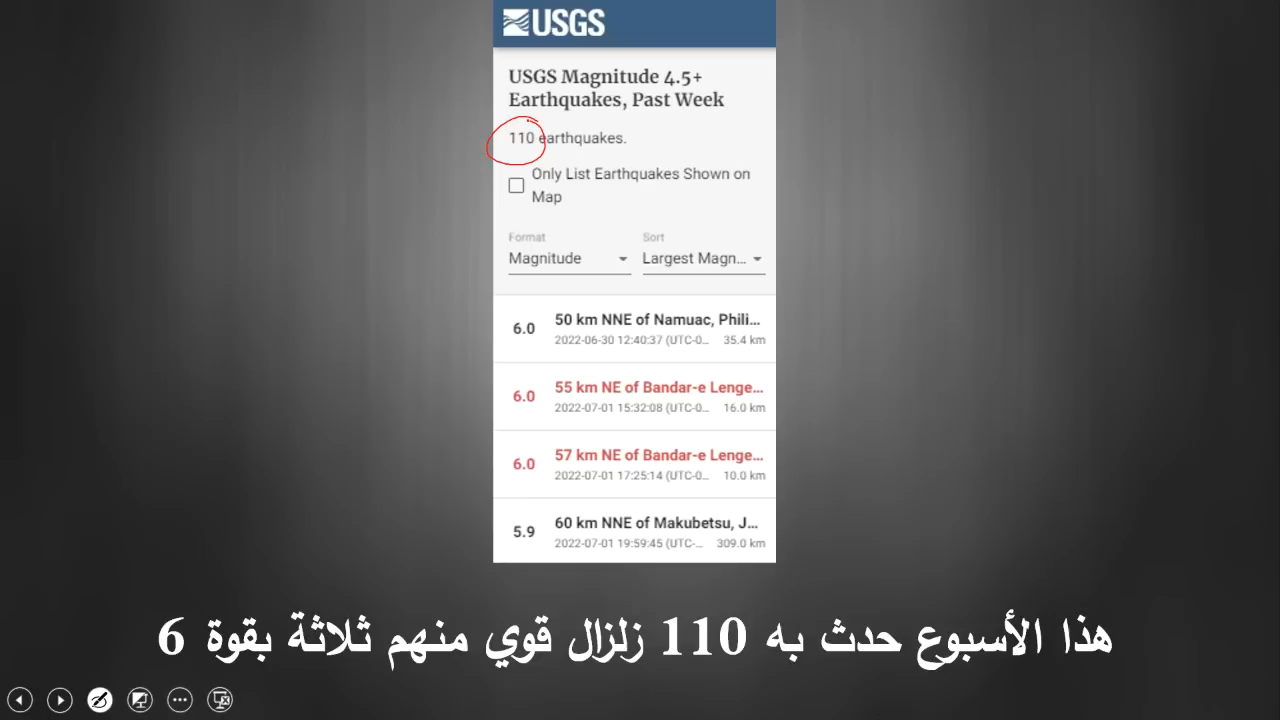 USGS
USGS Magnitude 4.5+
Earthquakes, Past Week
110 earthquakes.
Only List Earthquakes Shown on
Map
Format
Sort
Magnitude
Largest Magn...
6.0
50 km NNE of Namuac, Phili...
2022-06-30 12:40:37 (UTC-0... 35.4 km
6.0
55 km NE of Bandar-e Lenge...
2022-07-01 15:32:08 (UTC-0... 16.0 km
6.0
57 km NE of Bandar-e Lenge...
2022-07-01 17:25:14 (UTC-0... 10.0 km
5.9
60 km NNE of Makubetsu, J...
2022-07-01 19:59:45 (UTC-... 309.0 km
هذا الأسبوع حدث به 110 زلزال قوي منهم ثلاثة بقوة 6